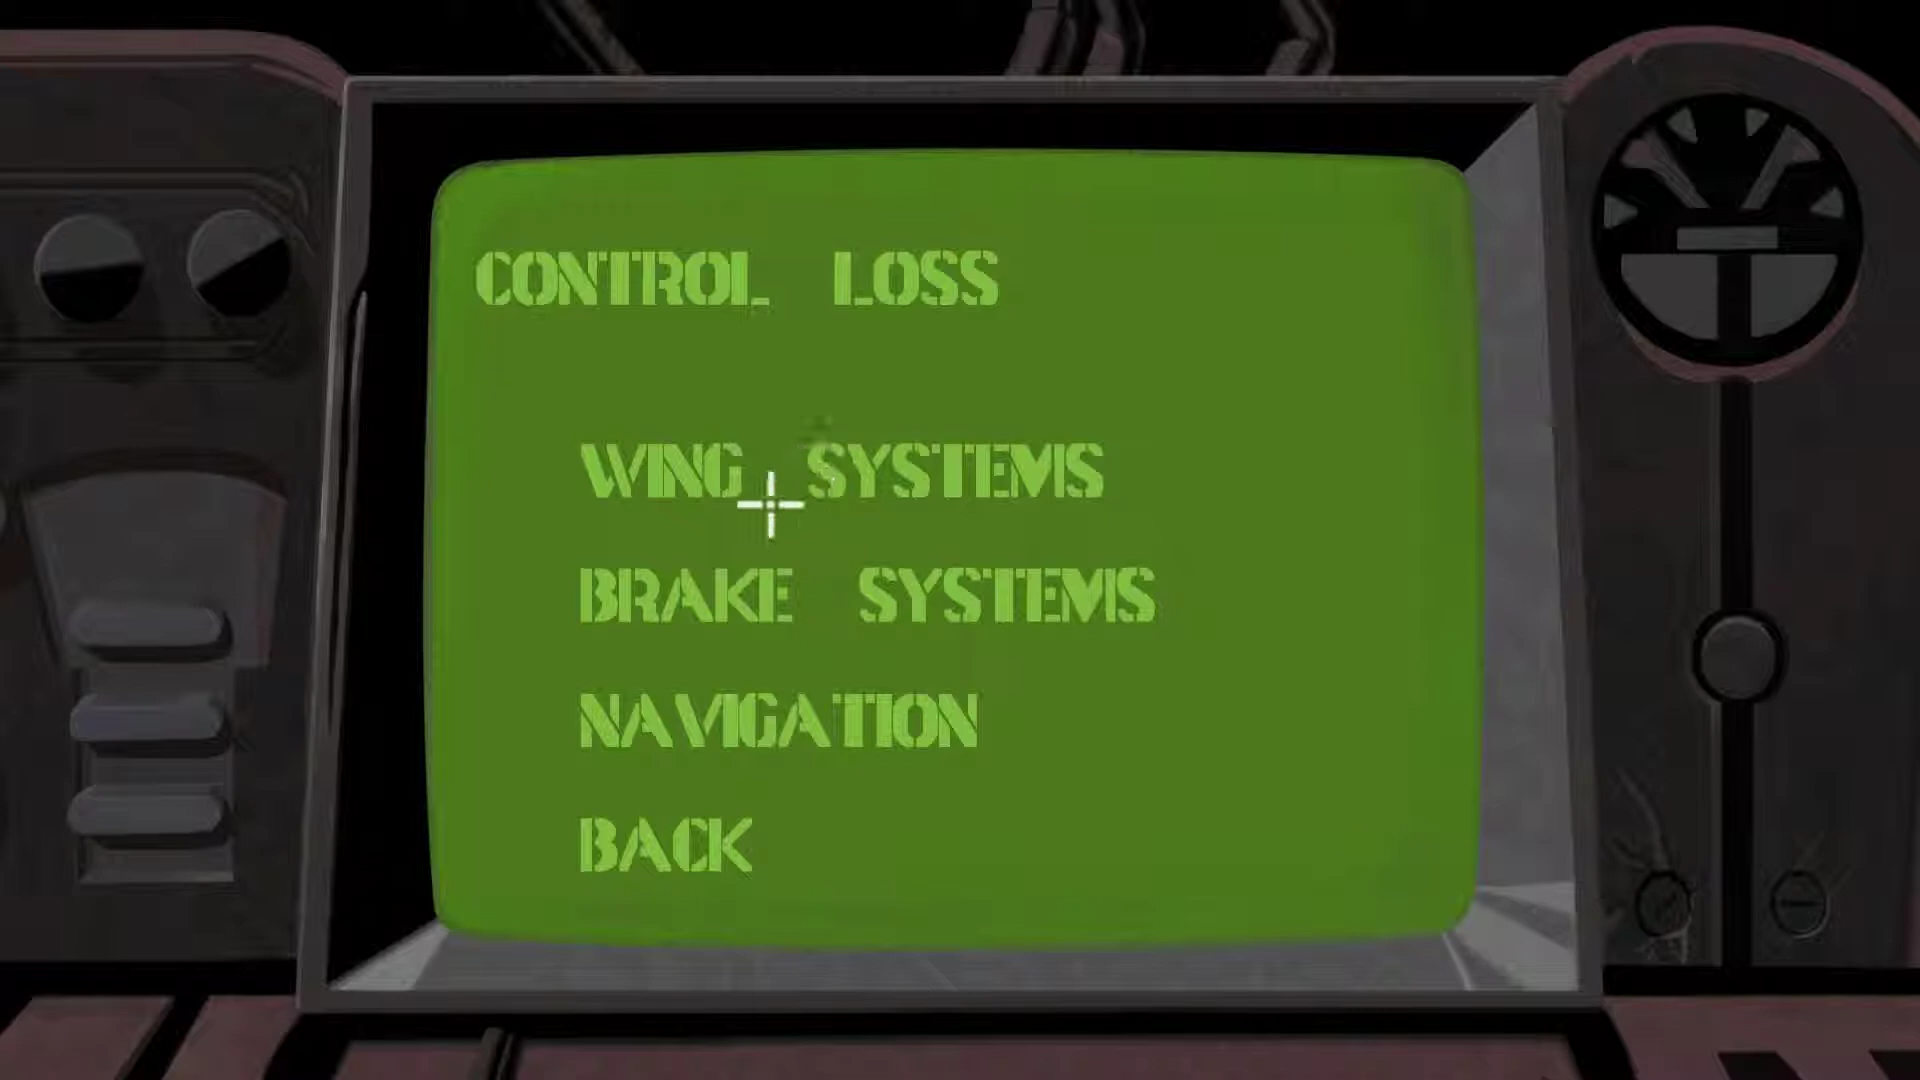 CONTROL LOSS
WING SYSTEMS
BRAKE SYSTEMS
NAVIGATION
BACK